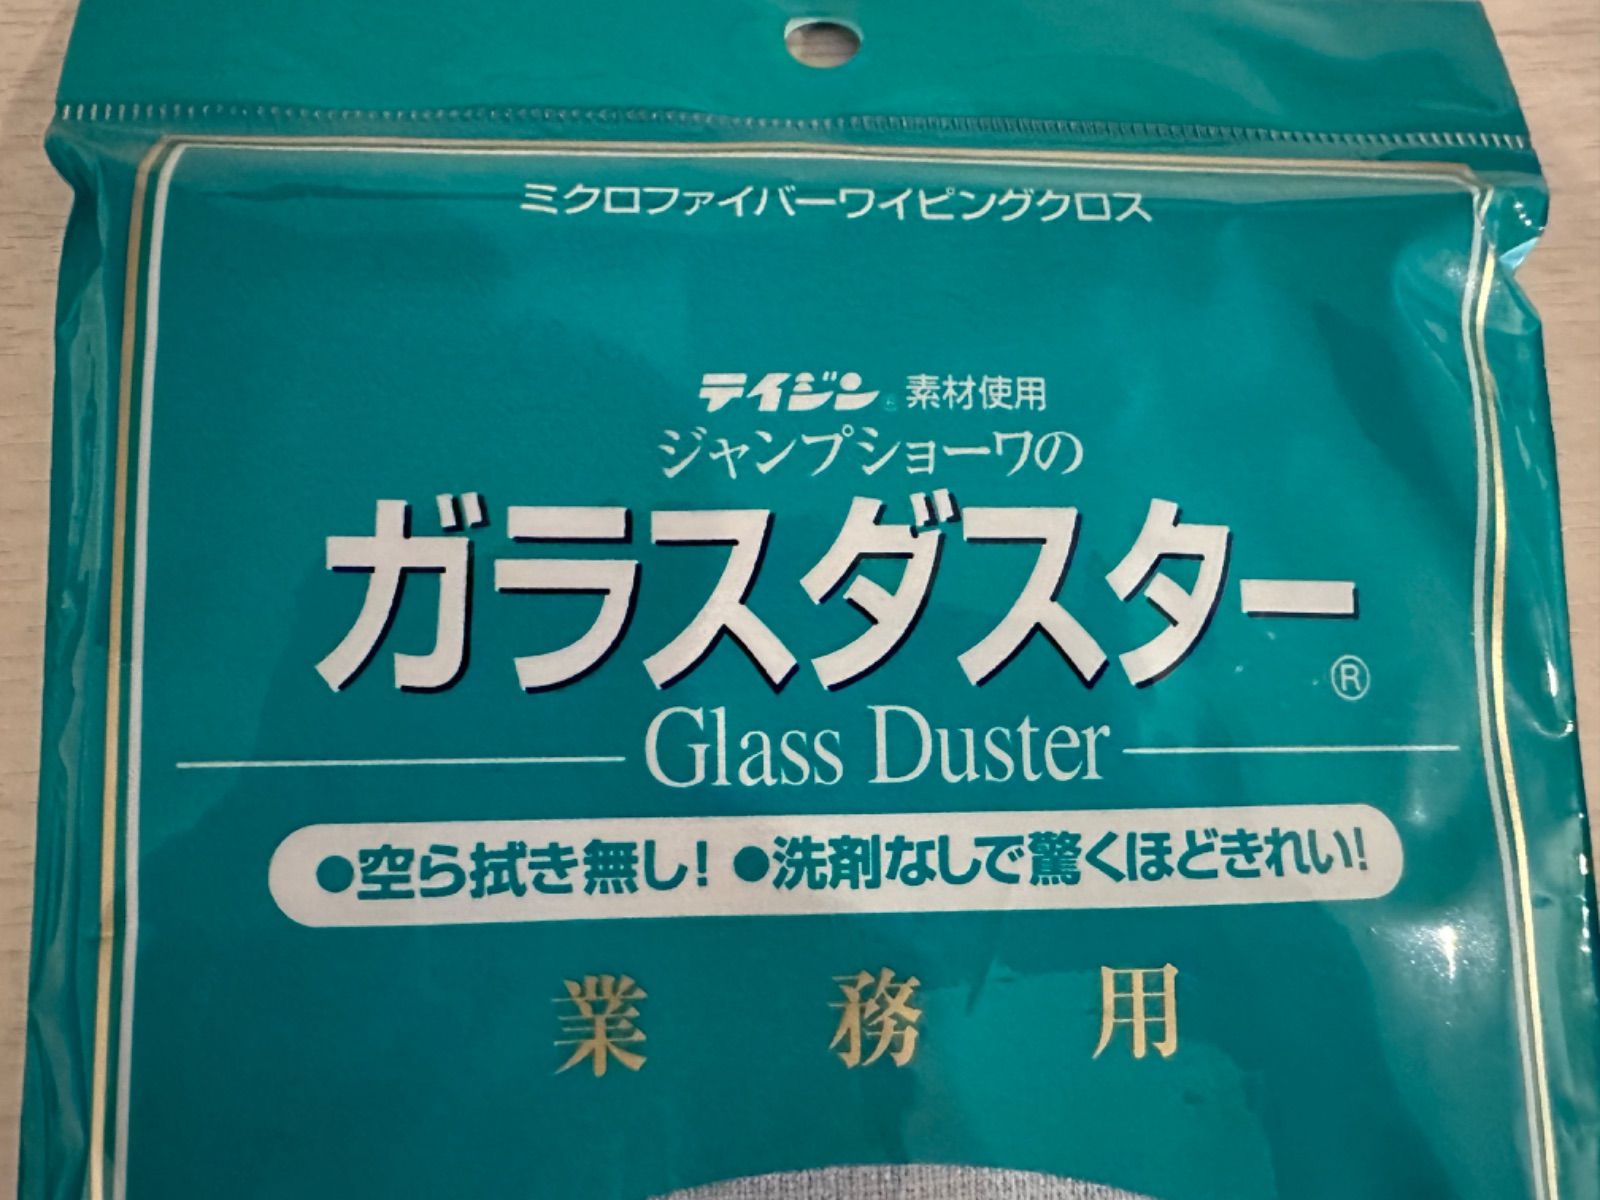 ミクロファイバーワイピングクロス
テイジン® 素材使用
ジャンプショーワの
ガラスダスター®
Glass Duster
●空ら拭き無し! ●洗剤なしで驚くほどきれい!
業務用